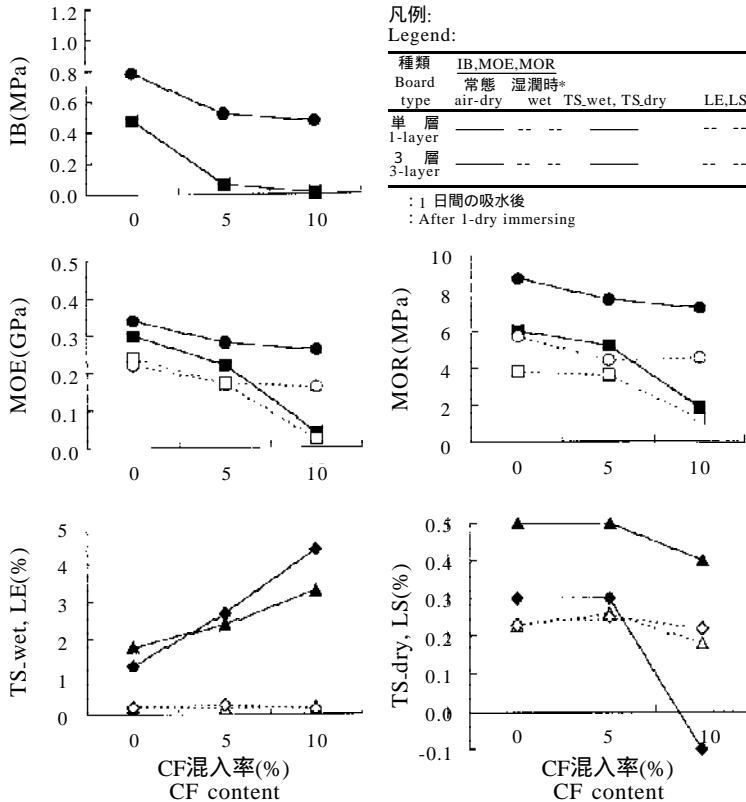 1.2
1.0
0.8
0.6
0.4
0.2
0.0
IB(MPa)
0 5 10
凡例:
Legend:
種類 IB,MOE,MOR
Board 常態 湿潤時*
type air-dry wet TS_wet, TS_dry LE,LS
単 層
1-layer
3 層
3-layer
: 1 日間の吸水後
: After 1-dry immersing
0.5
0.4
0.3
0.2
0.1
0.0
MOE(GPa)
0 5 10
10
8
6
4
2
0
MOR(MPa)
0 5 10
5
4
3
2
1
0
TS_wet, LE(%)
0 5 10
CF混入率(%)
CF content
0.5
0.4
0.3
0.2
0.0
-0.1
TS_dry, LS(%)
0 5 10
CF混入率(%)
CF content